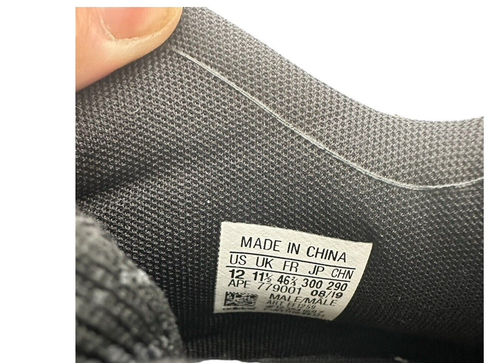 MADE IN CHINA
US UK FR JP CHN
12 11½ 46⅔ 300 290
APE 779001 08/19
MALE/MALE